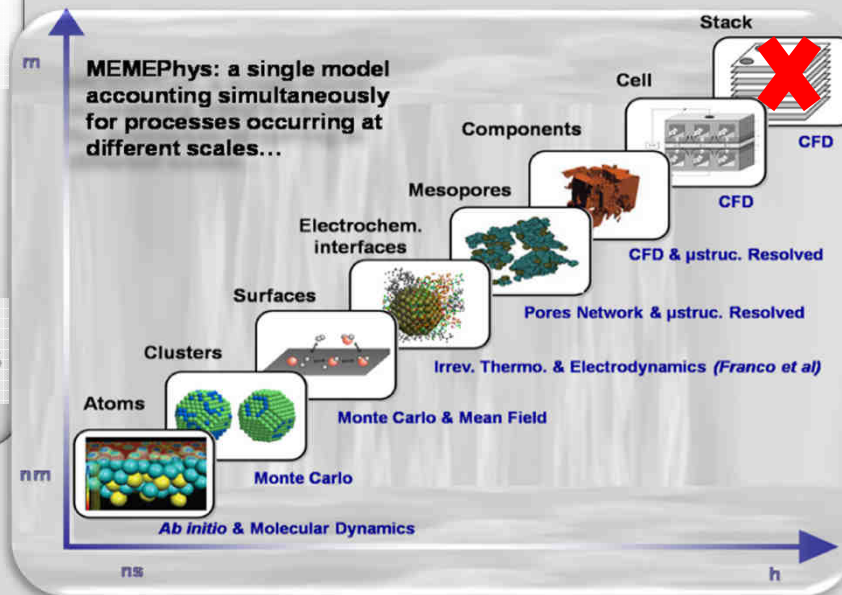 Stack
m
MEMEPhys: a single model
accounting simultaneously
for processes occurring at
different scales…
Cell
CFD
Components
Mesopores
CFD
Electrochem.
interfaces
CFD & µstruc. Resolved
Surfaces
Pores Network & µstruc. Resolved
Clusters
Irrev. Thermo. & Electrodynamics (Franco et al)
Atoms
Monte Carlo & Mean Field
nm
Monte Carlo
Ab initio & Molecular Dynamics
ns
h